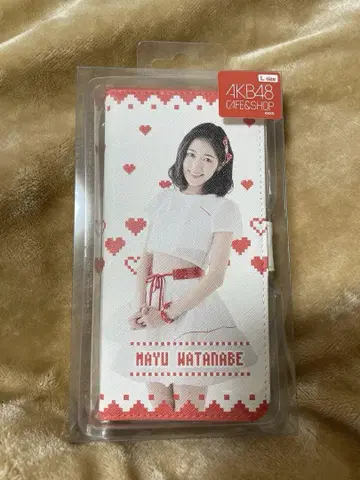 L size
AKB48
CAFE&SHOP
MAYU WATANABE